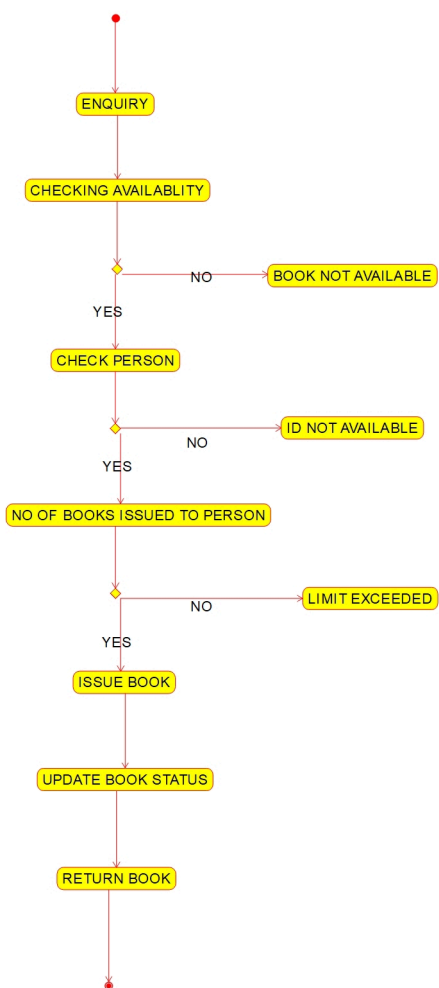 ENQUIRY
CHECKING AVAILABLITY
NO
BOOK NOT AVAILABLE
YES
CHECK PERSON
ID NOT AVAILABLE
NO
YES
NO OF BOOKS ISSUED TO PERSON
LIMIT EXCEEDED
NO
YES
ISSUE BOOK
UPDATE BOOK STATUS
RETURN BOOK